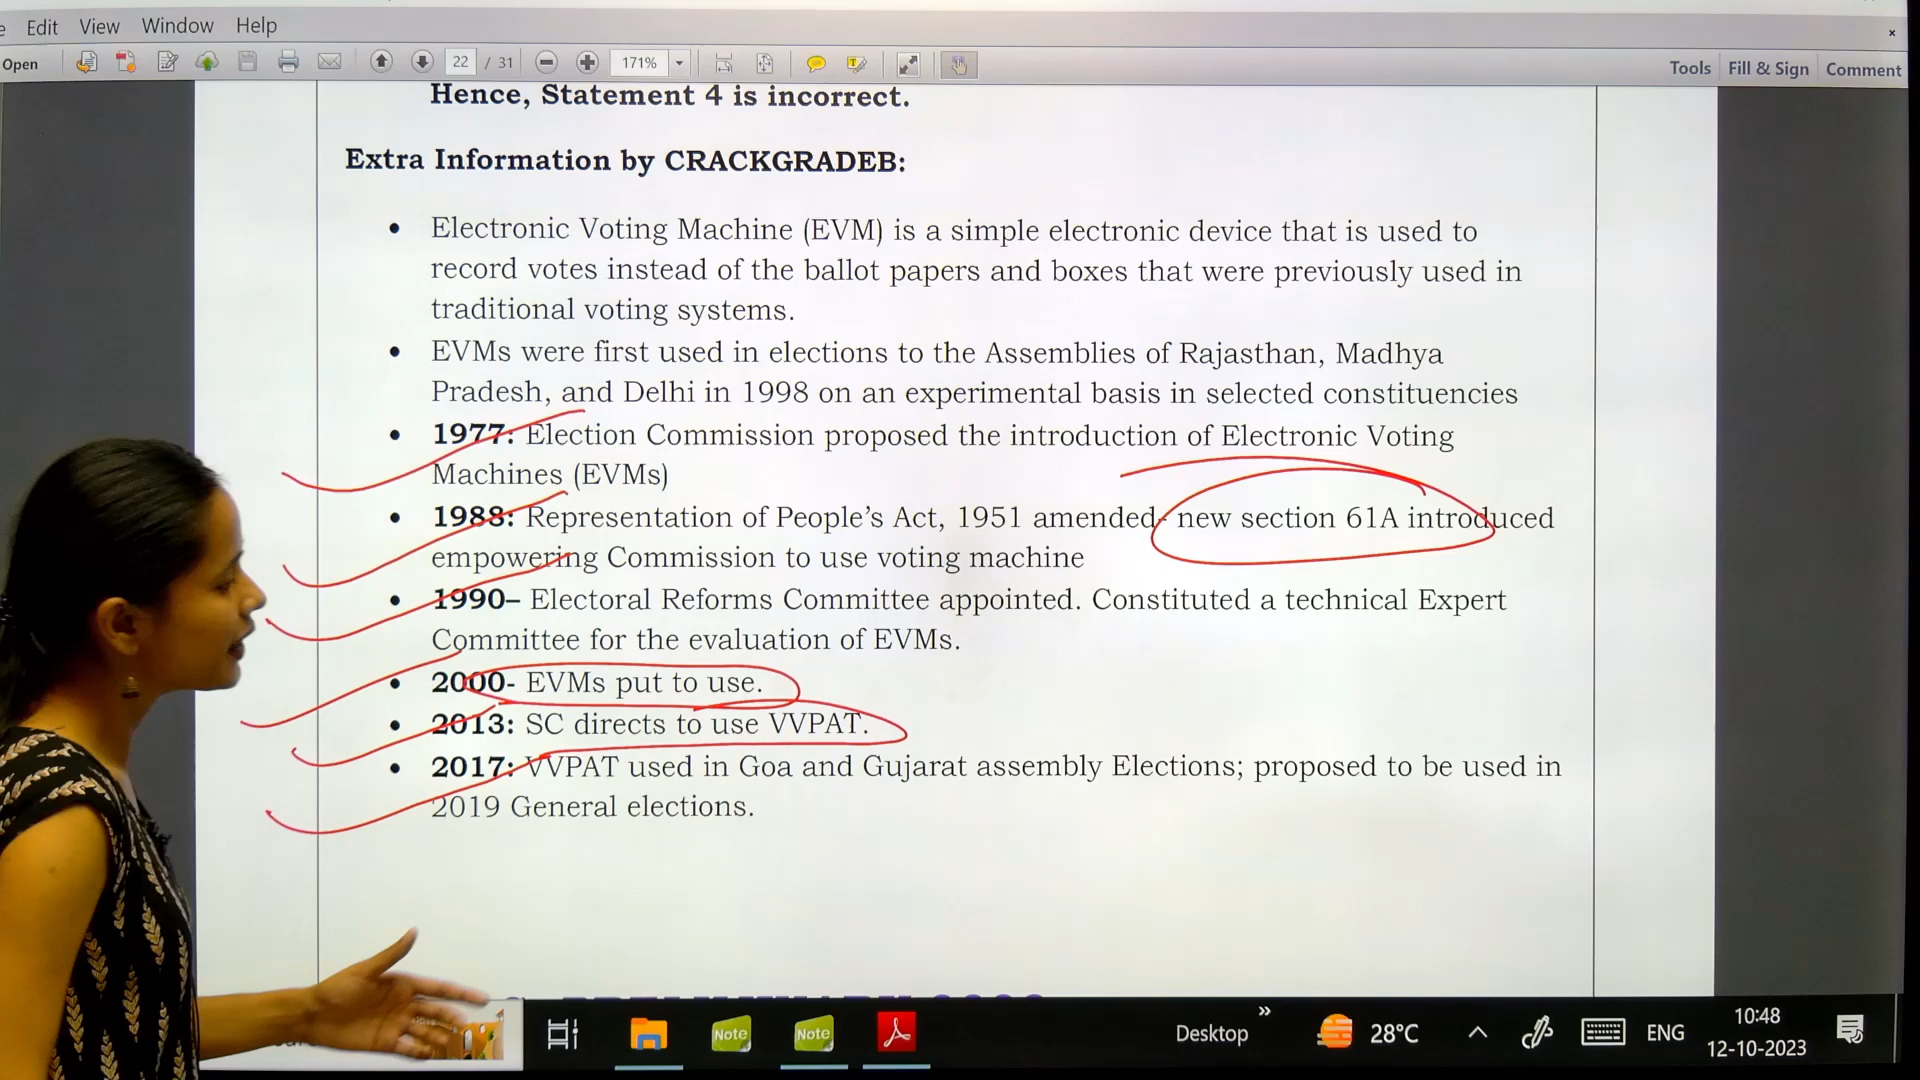 Edit View Window Help
Open 22 / 31 171% Tools Fill & Sign Comment
Hence, Statement 4 is incorrect.
Extra Information by CRACKGRADEB:
• Electronic Voting Machine (EVM) is a simple electronic device that is used to
record votes instead of the ballot papers and boxes that were previously used in
traditional voting systems.
• EVMs were first used in elections to the Assemblies of Rajasthan, Madhya
Pradesh, and Delhi in 1998 on an experimental basis in selected constituencies
• 1977: Election Commission proposed the introduction of Electronic Voting
Machines (EVMs)
• 1988: Representation of People's Act, 1951 amended- new section 61A introduced
empowering Commission to use voting machine
• 1990– Electoral Reforms Committee appointed. Constituted a technical Expert
Committee for the evaluation of EVMs.
• 2000- EVMs put to use.
• 2013: SC directs to use VVPAT.
• 2017: VVPAT used in Goa and Gujarat assembly Elections; proposed to be used in
2019 General elections.
Note Note Desktop 28°C ENG 10:48
12-10-2023